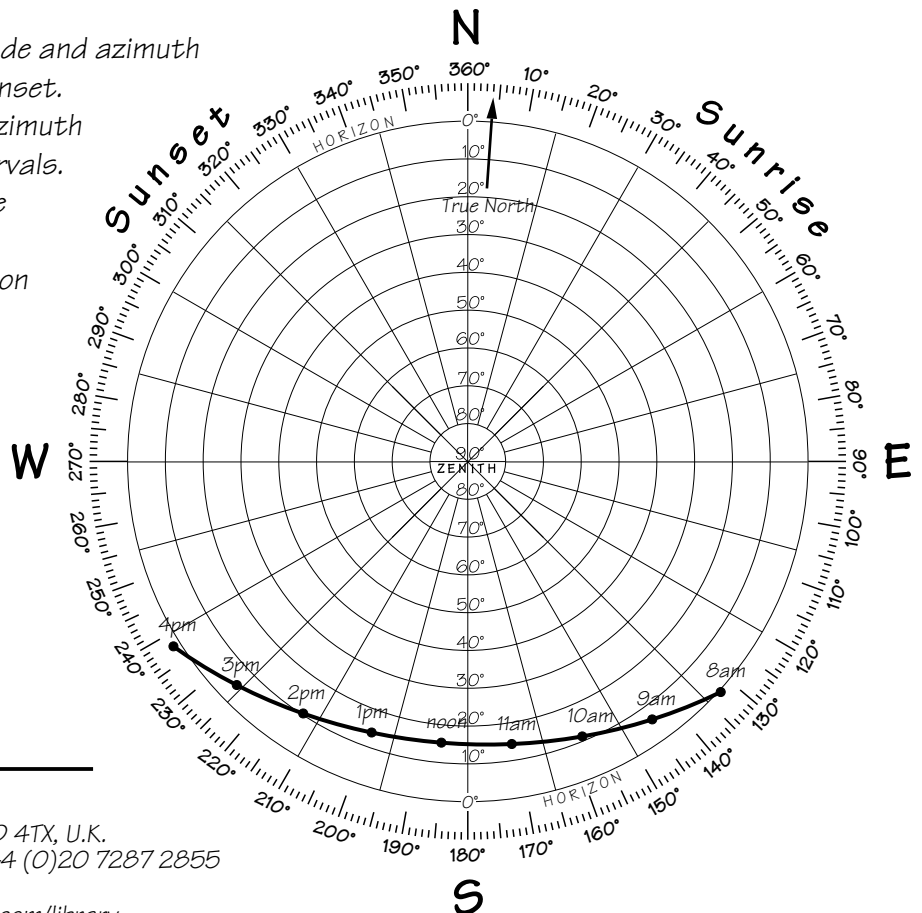 de and azimuth
nset.
zimuth
rvals.
e
on
N
Sunset
Sunrise
W
E
S
360°
10°
20°
30°
40°
50°
60°
70°
80°
90°
100°
110°
120°
130°
140°
150°
160°
170°
180°
190°
200°
210°
220°
230°
240°
250°
260°
270°
280°
290°
300°
310°
320°
330°
340°
350°
HORIZON
0°
10°
20°
True North
30°
40°
50°
60°
70°
80°
90°
ZENITH
80°
70°
60°
50°
40°
30°
20°
10°
0°
HORIZON
4pm
3pm
2pm
1pm
noon
11am
10am
9am
8am
4TX, U.K.
4 (0)20 7287 2855
com/library